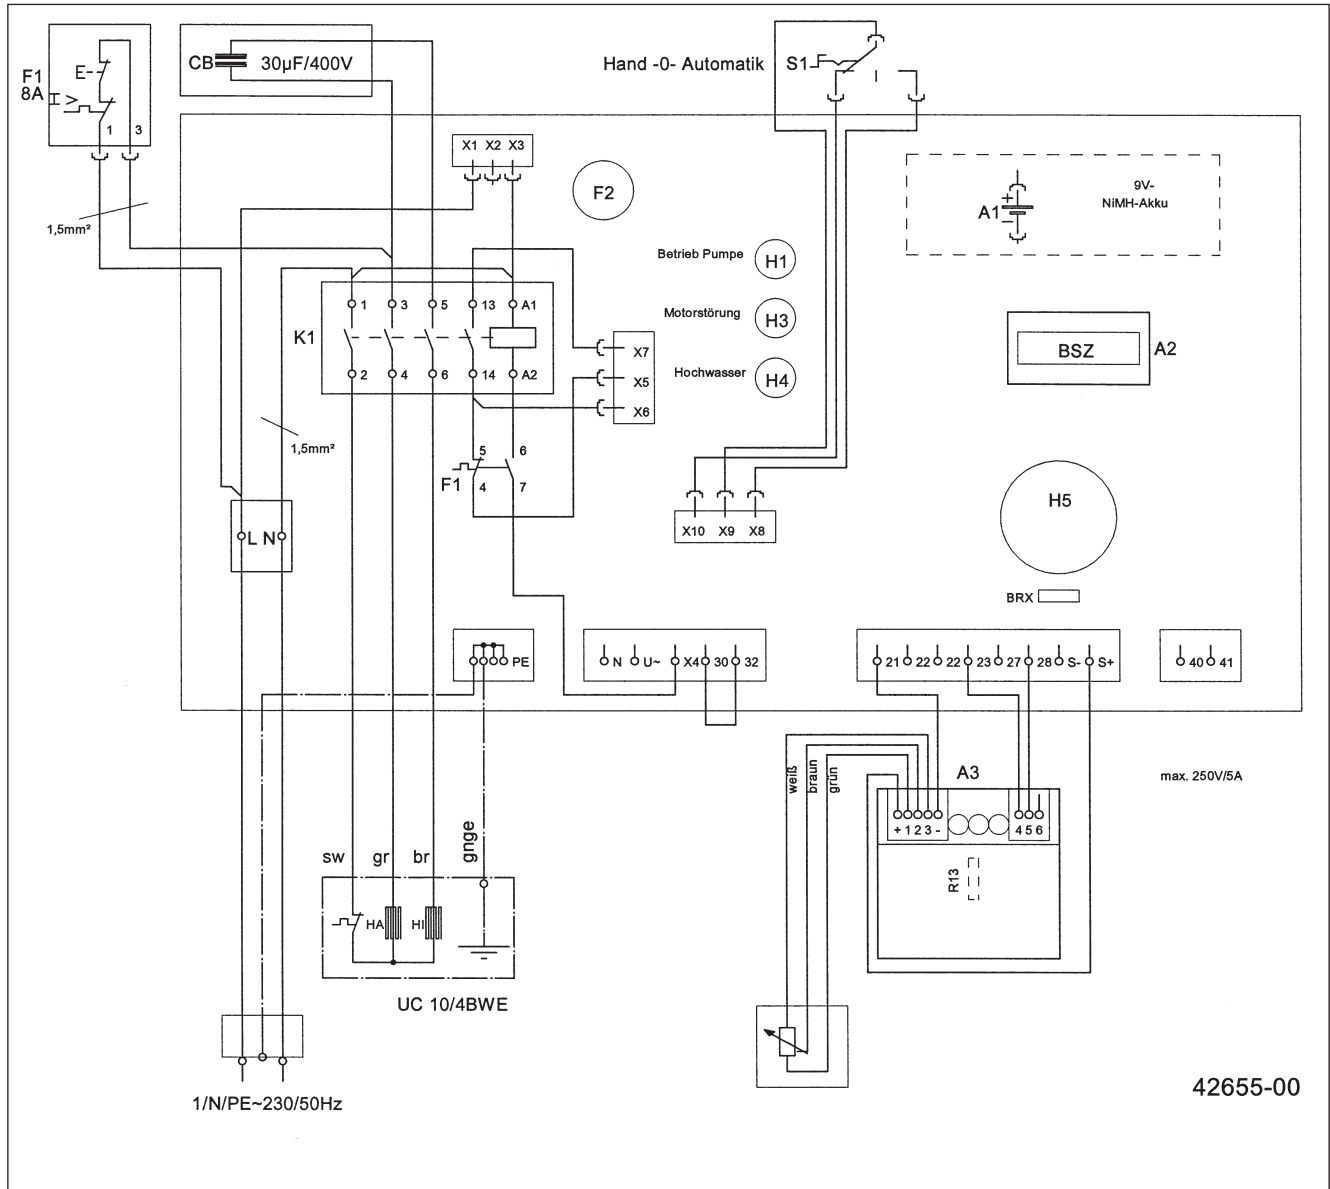 F1
8A
E
1 3
CB 30µF/400V
Hand -0- Automatik
S1
I
1,5mm²
X1 X2 X3
F2
9V-
NiMH-Akku
A1
+
−
Betrieb Pumpe
H1
Motorstörung
H3
Hochwasser
H4
1 3 5 13 A1
K1
2 4 6 14 A2
X7
X5
X6
BSZ
A2
1,5mm²
5 6
F1
4 7
H5
X10 X9 X8
L N
BRX
PE
N U~ X4 30 32
21 22 22 23 27 28 S- S+
40 41
weiß
braun
grün
A3
max. 250V/5A
+ 1 2 3 -
4 5 6
R13
sw gr br gnge
HA HI
UC 10/4BWE
42655-00
1/N/PE~230/50Hz